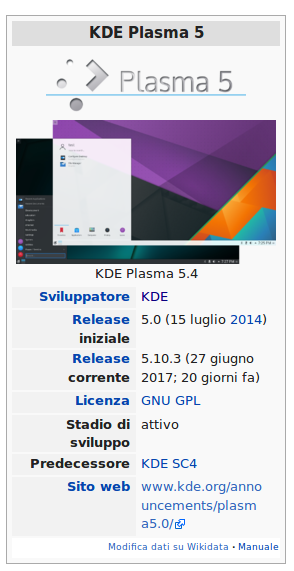 KDE Plasma 5
Plasma 5
KDE Plasma 5.4
Sviluppatore KDE
Release iniziale 5.0 (15 luglio 2014)
Release corrente 5.10.3 (27 giugno 2017; 20 giorni fa)
Licenza GNU GPL
Stadio di sviluppo attivo
Predecessore KDE SC4
Sito web www.kde.org/announcements/plasma5.0/
Modifica dati su Wikidata · Manuale